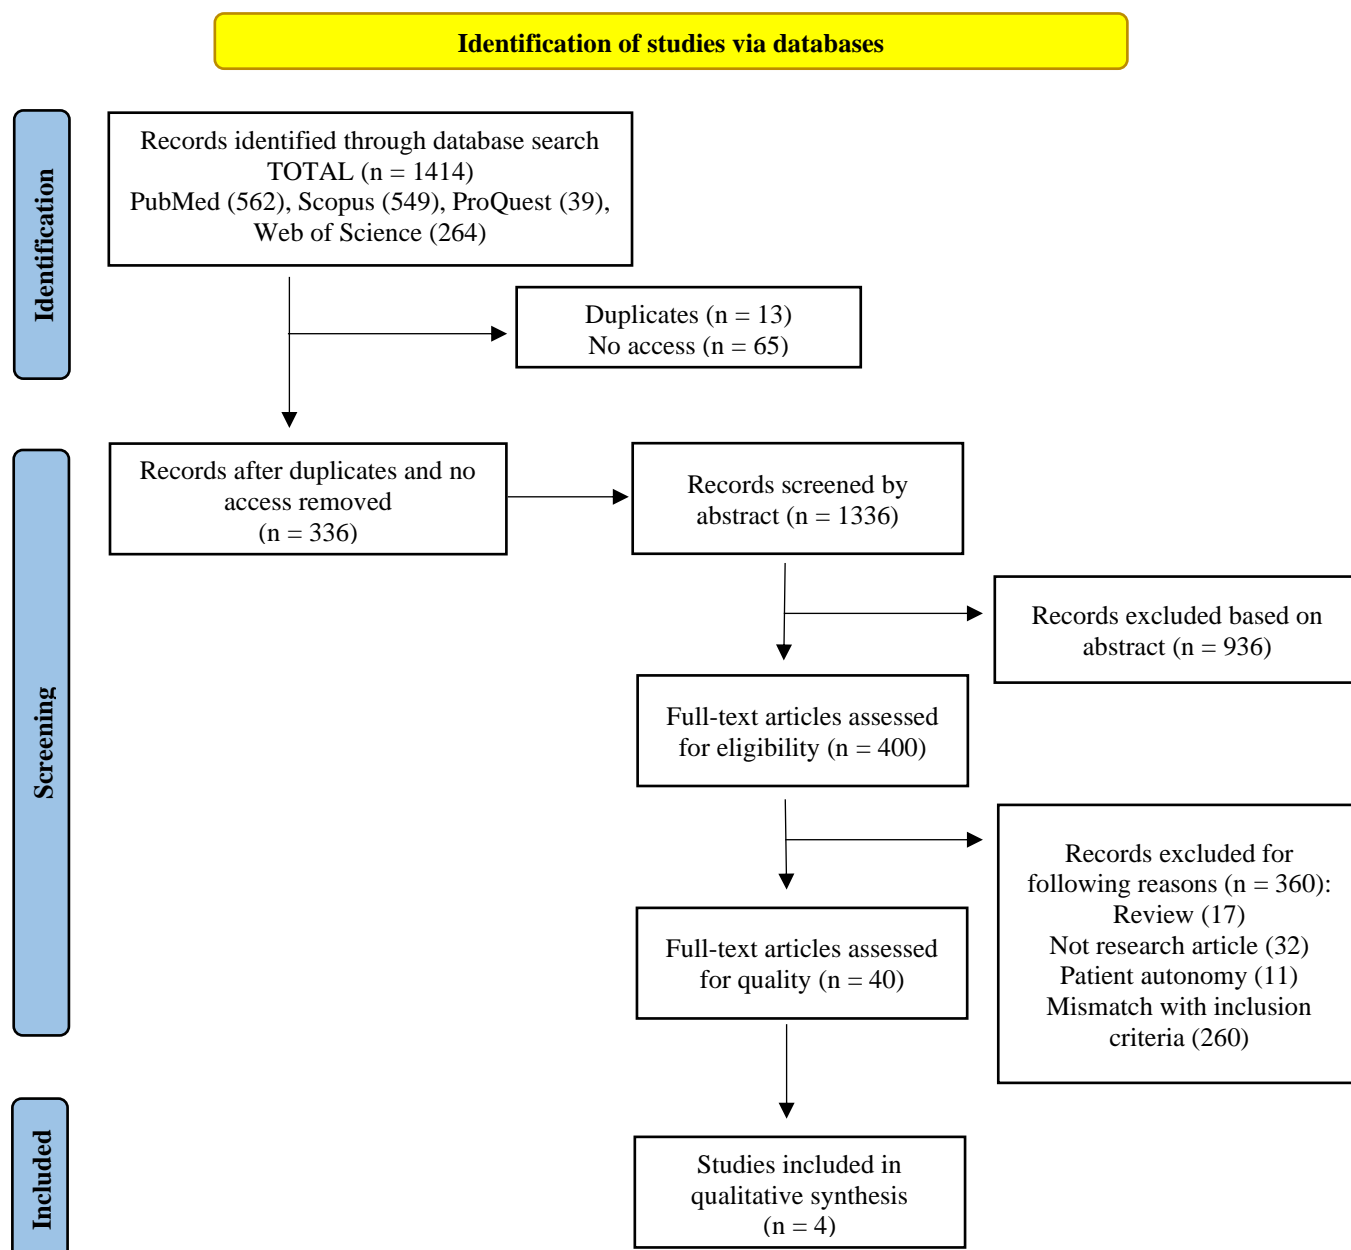 Identification of studies via databases
Identification
Records identified through database search
TOTAL (n = 1414)
PubMed (562), Scopus (549), ProQuest (39),
Web of Science (264)
Duplicates (n = 13)
No access (n = 65)
Screening
Records after duplicates and no
access removed
(n = 336)
Records screened by
abstract (n = 1336)
Records excluded based on
abstract (n = 936)
Full-text articles assessed
for eligibility (n = 400)
Records excluded for
following reasons (n = 360):
Review (17)
Not research article (32)
Patient autonomy (11)
Mismatch with inclusion
criteria (260)
Full-text articles assessed
for quality (n = 40)
Included
Studies included in
qualitative synthesis
(n = 4)